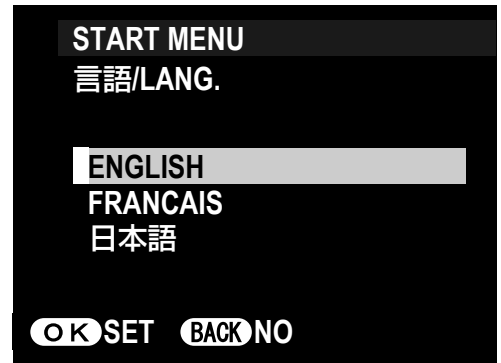 START MENU
言語/LANG.
ENGLISH
FRANCAIS
日本語
OK SET BACK NO